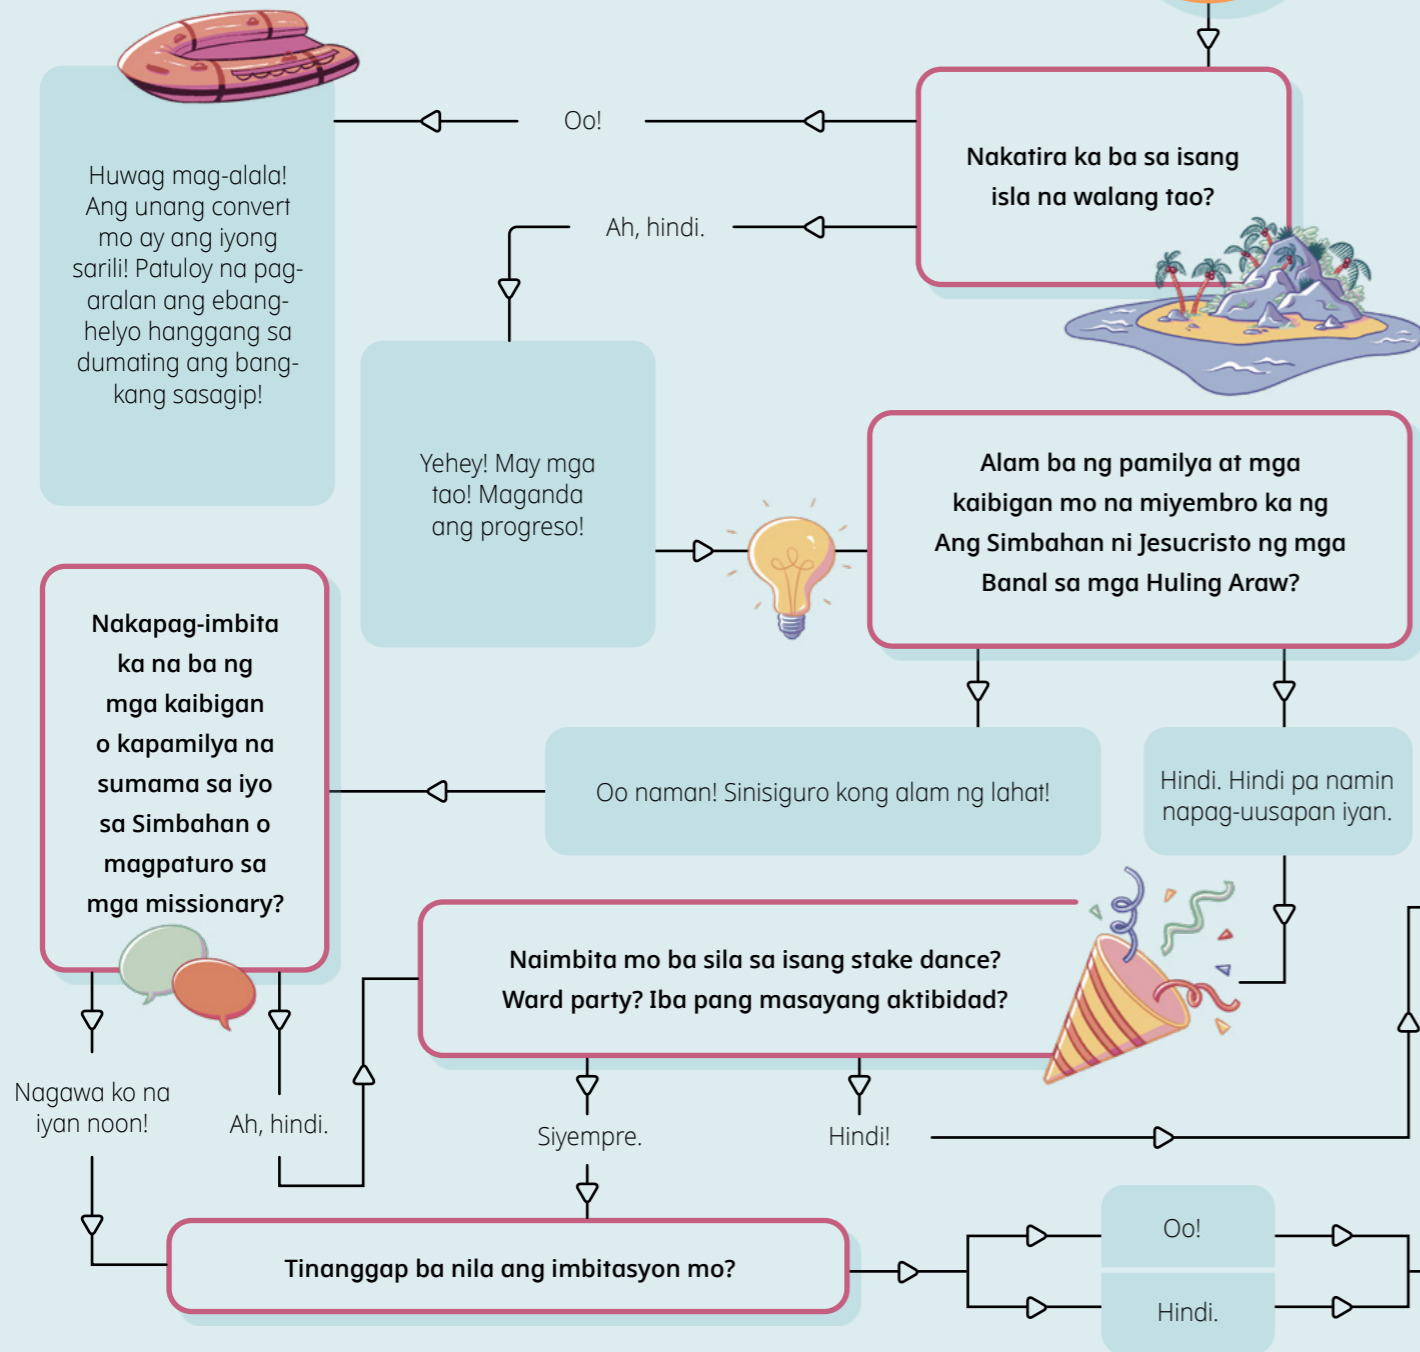 Nakatira ka ba sa isang
isla na walang tao?
Oo!
Huwag mag-alala!
Ang unang convert
mo ay ang iyong
sarili! Patuloy na pag-
aralan ang ebang-
helyo hanggang sa
dumating ang bang-
kang sasagip!
Ah, hindi.
Yehey! May mga
tao! Maganda
ang progreso!
Alam ba ng pamilya at mga
kaibigan mo na miyembro ka ng
Ang Simbahan ni Jesucristo ng mga
Banal sa mga Huling Araw?
Oo naman! Sinisiguro kong alam ng lahat!
Hindi. Hindi pa namin
napag-uusapan iyan.
Nakapag-imbita
ka na ba ng
mga kaibigan
o kapamilya na
sumama sa iyo
sa Simbahan o
magpaturo sa
mga missionary?
Nagawa ko na
iyan noon!
Ah, hindi.
Naimbita mo ba sila sa isang stake dance?
Ward party? Iba pang masayang aktibidad?
Siyempre.
Hindi!
Tinanggap ba nila ang imbitasyon mo?
Oo!
Hindi.